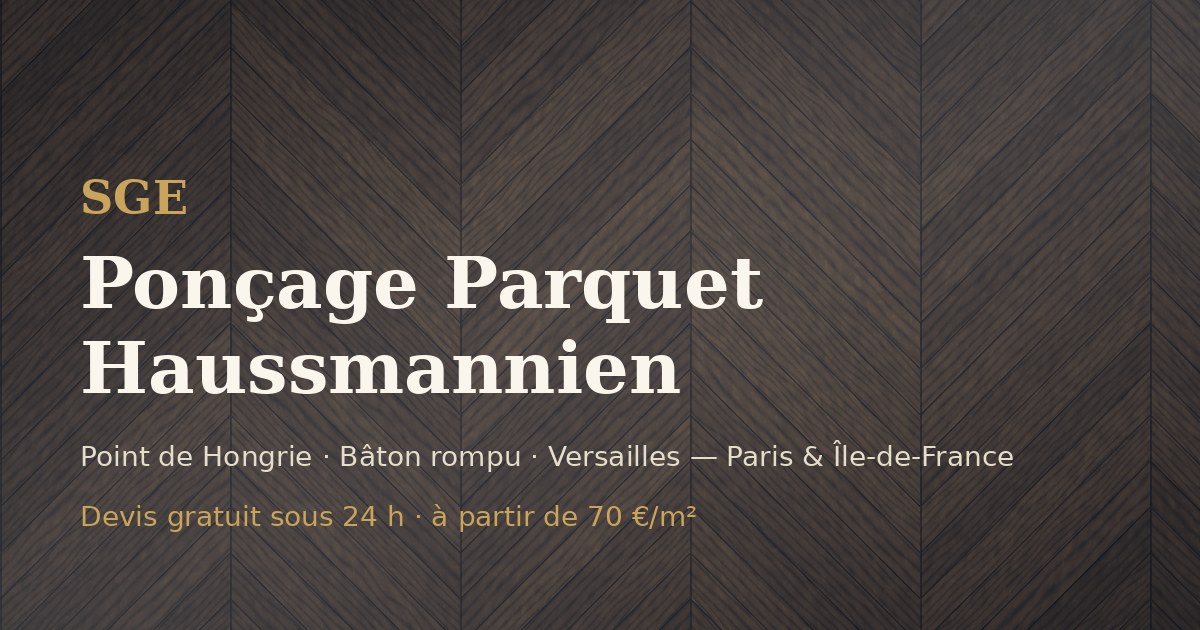 SGE
Ponçage Parquet
Haussmannien
Point de Hongrie · Bâton rompu · Versailles — Paris & Île-de-France
Devis gratuit sous 24 h · à partir de 70 €/m²